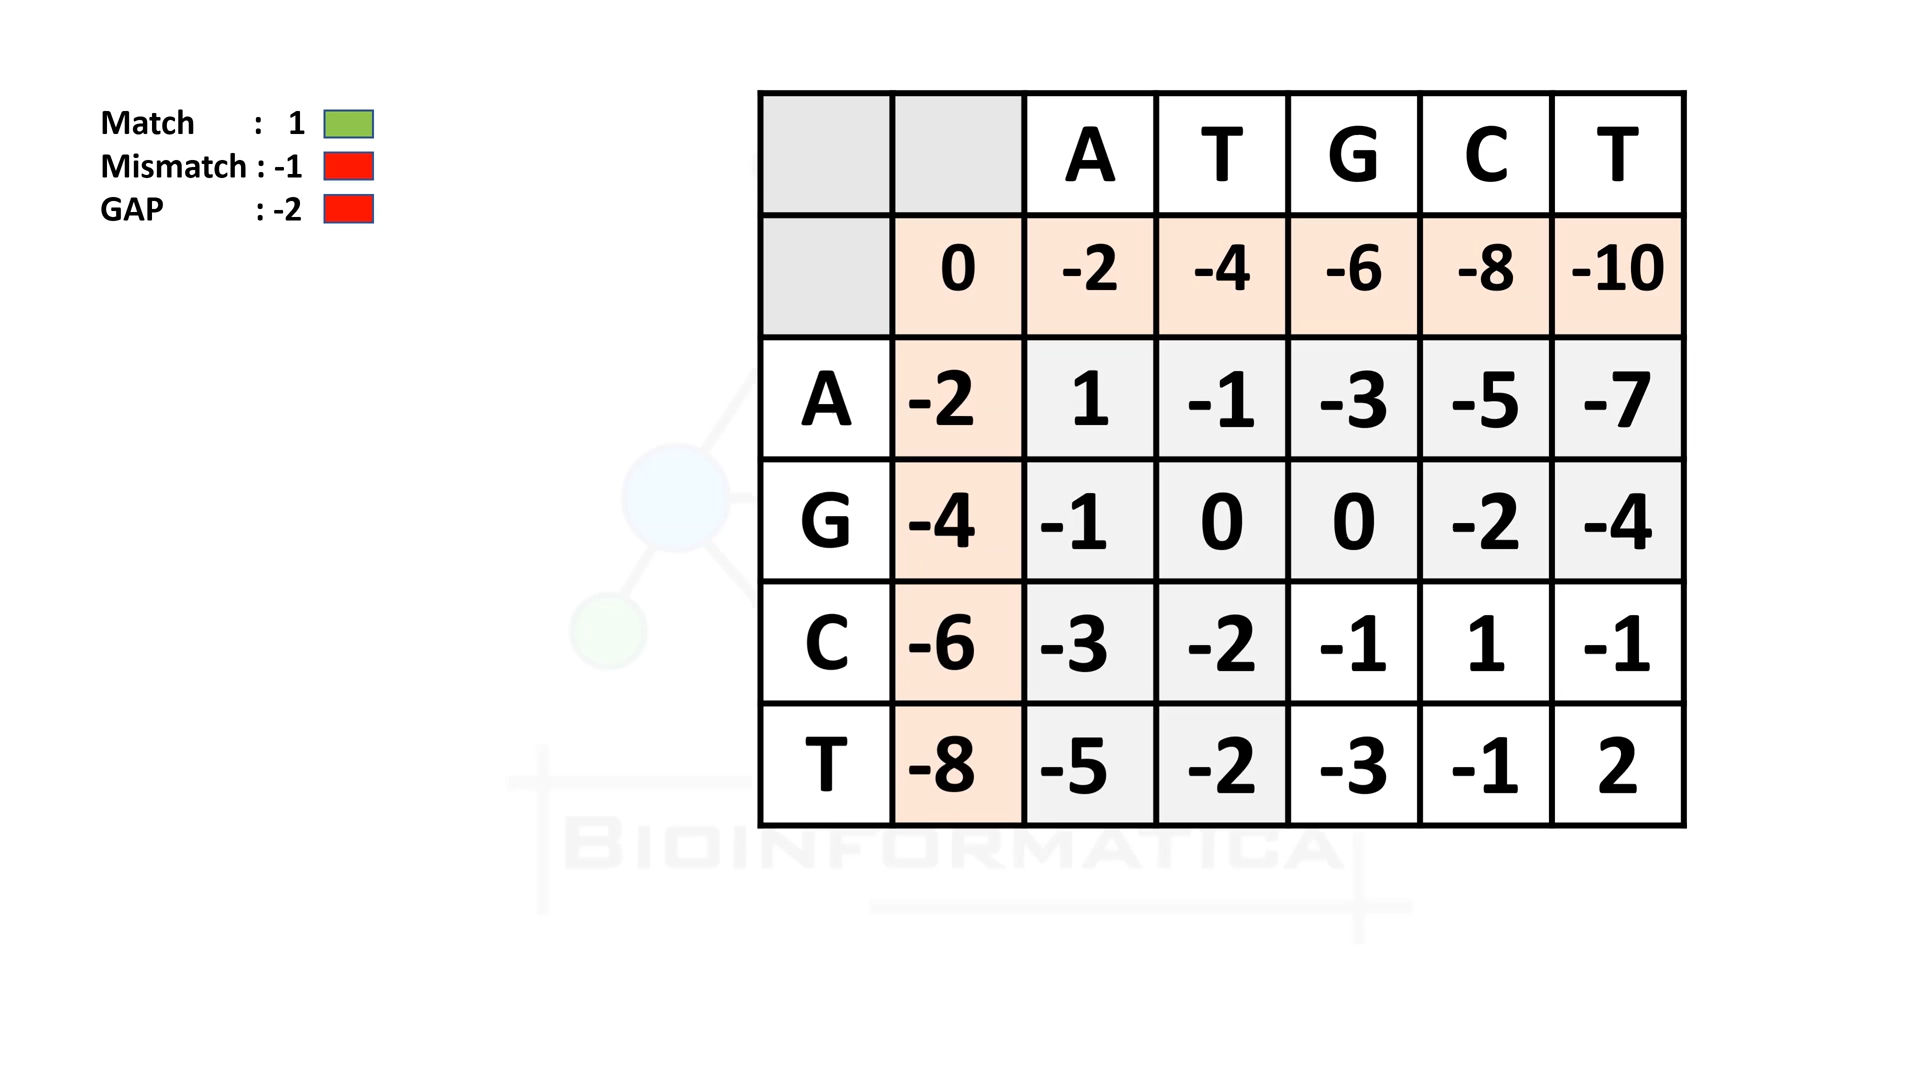 Match : 1
Mismatch : -1
GAP : -2
A T G C T
0 -2 -4 -6 -8 -10
A -2 1 -1 -3 -5 -7
G -4 -1 0 0 -2 -4
C -6 -3 -2 -1 1 -1
T -8 -5 -2 -3 -1 2
BIOINFORMATICA